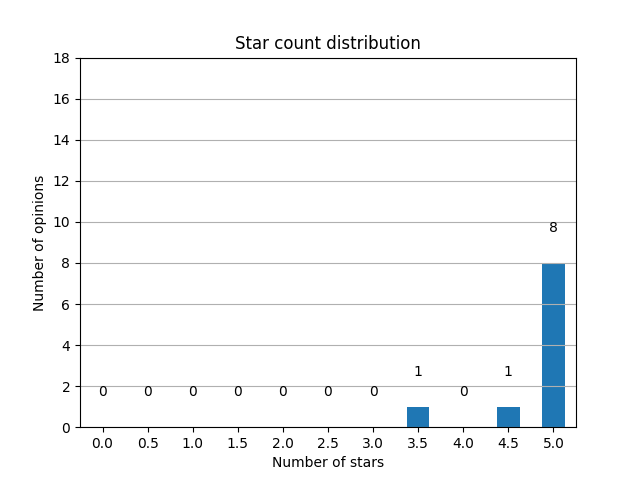 Star count distribution
18
16
14
12
10
8
6
4
2
0
Number of opinions
0 0 0 0 0 0 0 1 0 1 8
0.0 0.5 1.0 1.5 2.0 2.5 3.0 3.5 4.0 4.5 5.0
Number of stars